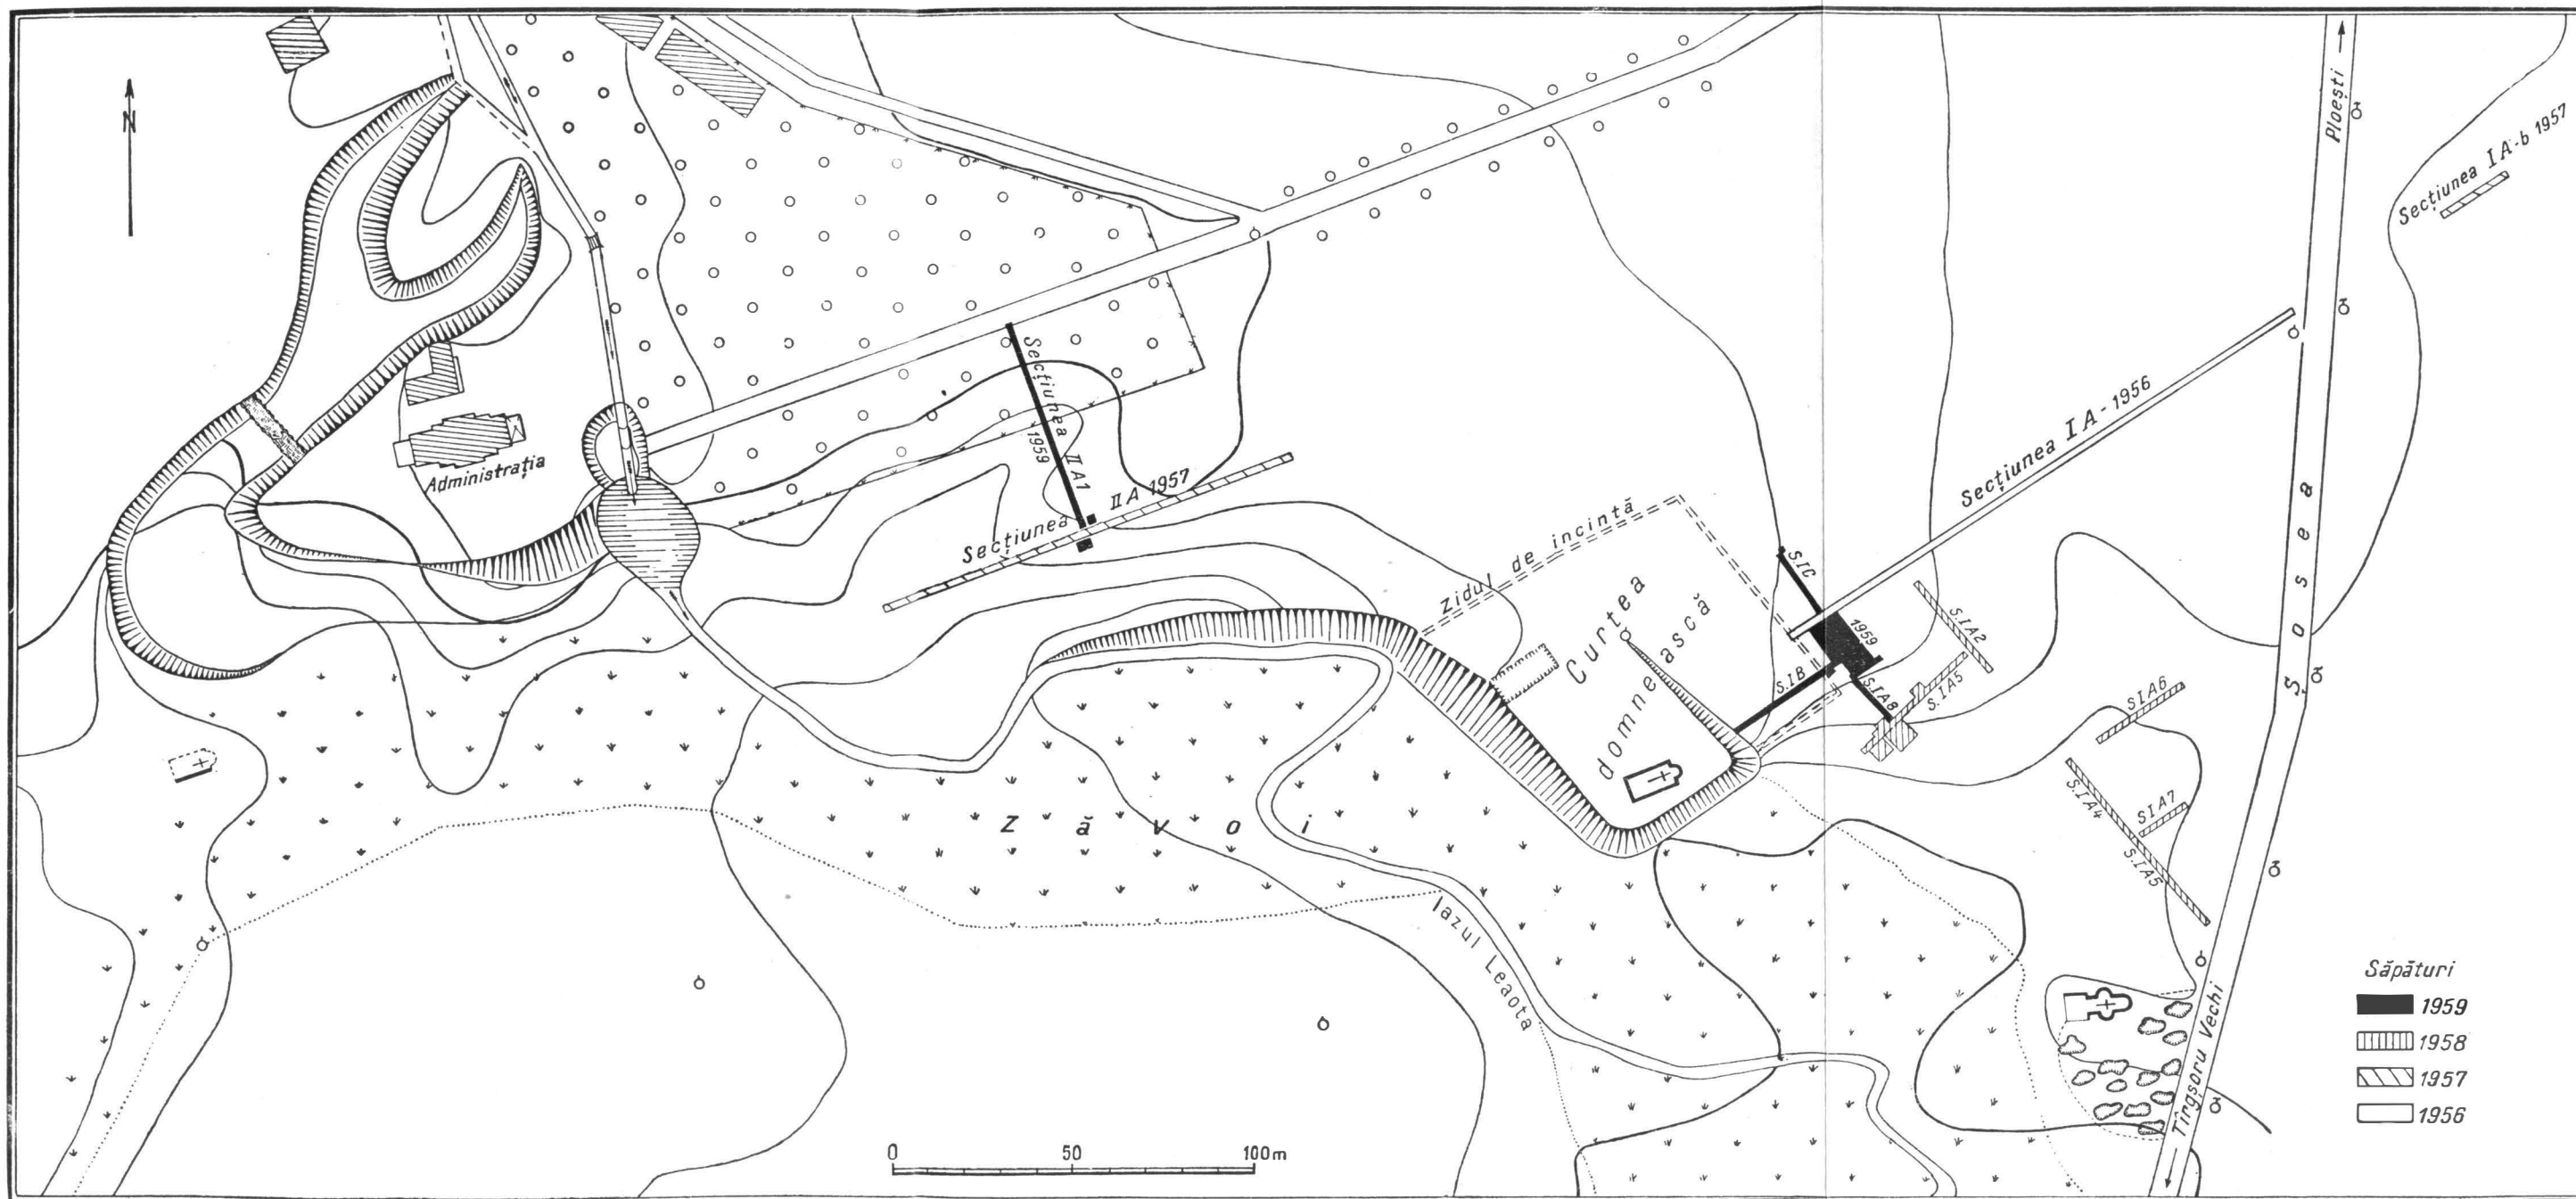 N
Ploești
Secțiunea I A-b 1957
Secțiunea I A - 1956
Șosea
Administrația
Secțiunea II A1
1959
Secțiunea II A 1957
Zidul de incintă
Curtea
domnească
S.I C
1959
S.I B
S.I A8
S.I A2
S.I A5
S I A6
S.I A4
S I A7
S.I A5
Zăvoi
Iazul Leaota
Tîrgșoru Vechi
Săpături
1959
1958
1957
1956
0 50 100m